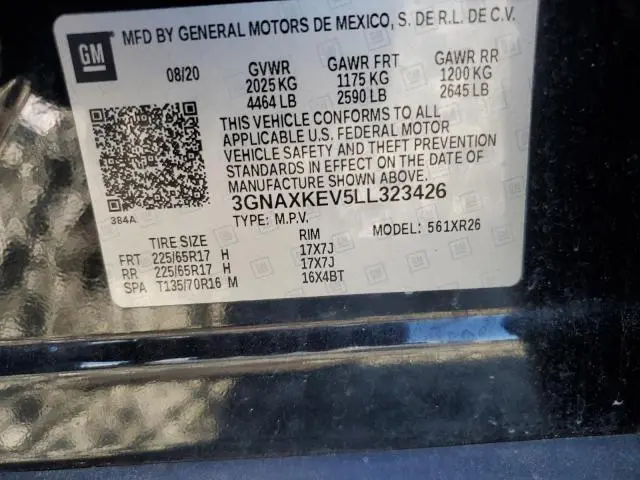 GM
MFD BY GENERAL MOTORS DE MEXICO, S. DE R.L. DE C.V.
08/20 GVWR GAWR FRT GAWR RR
2025 KG 1175 KG 1200 KG
4464 LB 2590 LB 2645 LB
THIS VEHICLE CONFORMS TO ALL
APPLICABLE U.S. FEDERAL MOTOR
VEHICLE SAFETY AND THEFT PREVENTION
STANDARDS IN EFFECT ON THE DATE OF
MANUFACTURE SHOWN ABOVE.
384A 3GNAXKEV5LL323426
TYPE: M.P.V. MODEL: 561XR26
TIRE SIZE RIM
FRT 225/65R17 H 17X7J
RR 225/65R17 H 17X7J
SPA T135/70R16 M 16X4BT